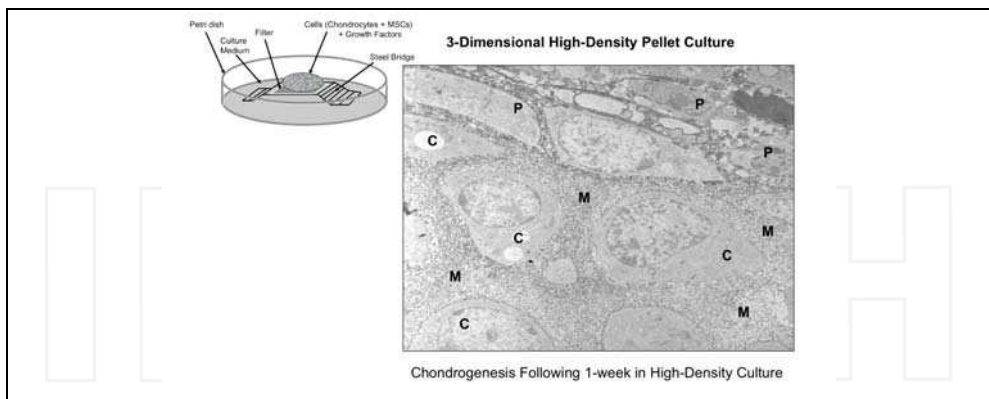 Petri dish
Cells (Chondrocytes + MSCs)
+ Growth Factors
Filter
Culture
Medium
Steel Bridge
3-Dimensional High-Density Pellet Culture
P
P
C
P
M
C
M
C
M
M
C
Chondrogenesis Following 1-week in High-Density Culture